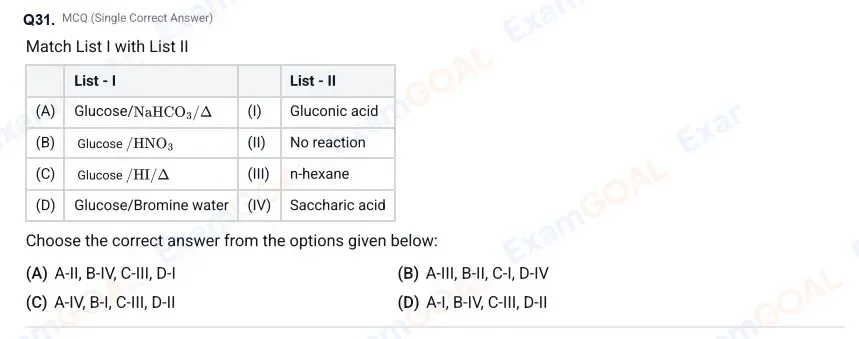 Q31. MCQ (Single Correct Answer)
Match List I with List II
List - I List - II
(A) Glucose/NaHCO₃/Δ (I) Gluconic acid
(B) Glucose /HNO₃ (II) No reaction
(C) Glucose /HI/Δ (III) n-hexane
(D) Glucose/Bromine water (IV) Saccharic acid
Choose the correct answer from the options given below:
(A) A-II, B-IV, C-III, D-I (B) A-III, B-II, C-I, D-IV
(C) A-IV, B-I, C-III, D-II (D) A-I, B-IV, C-III, D-II
ExamGOAL